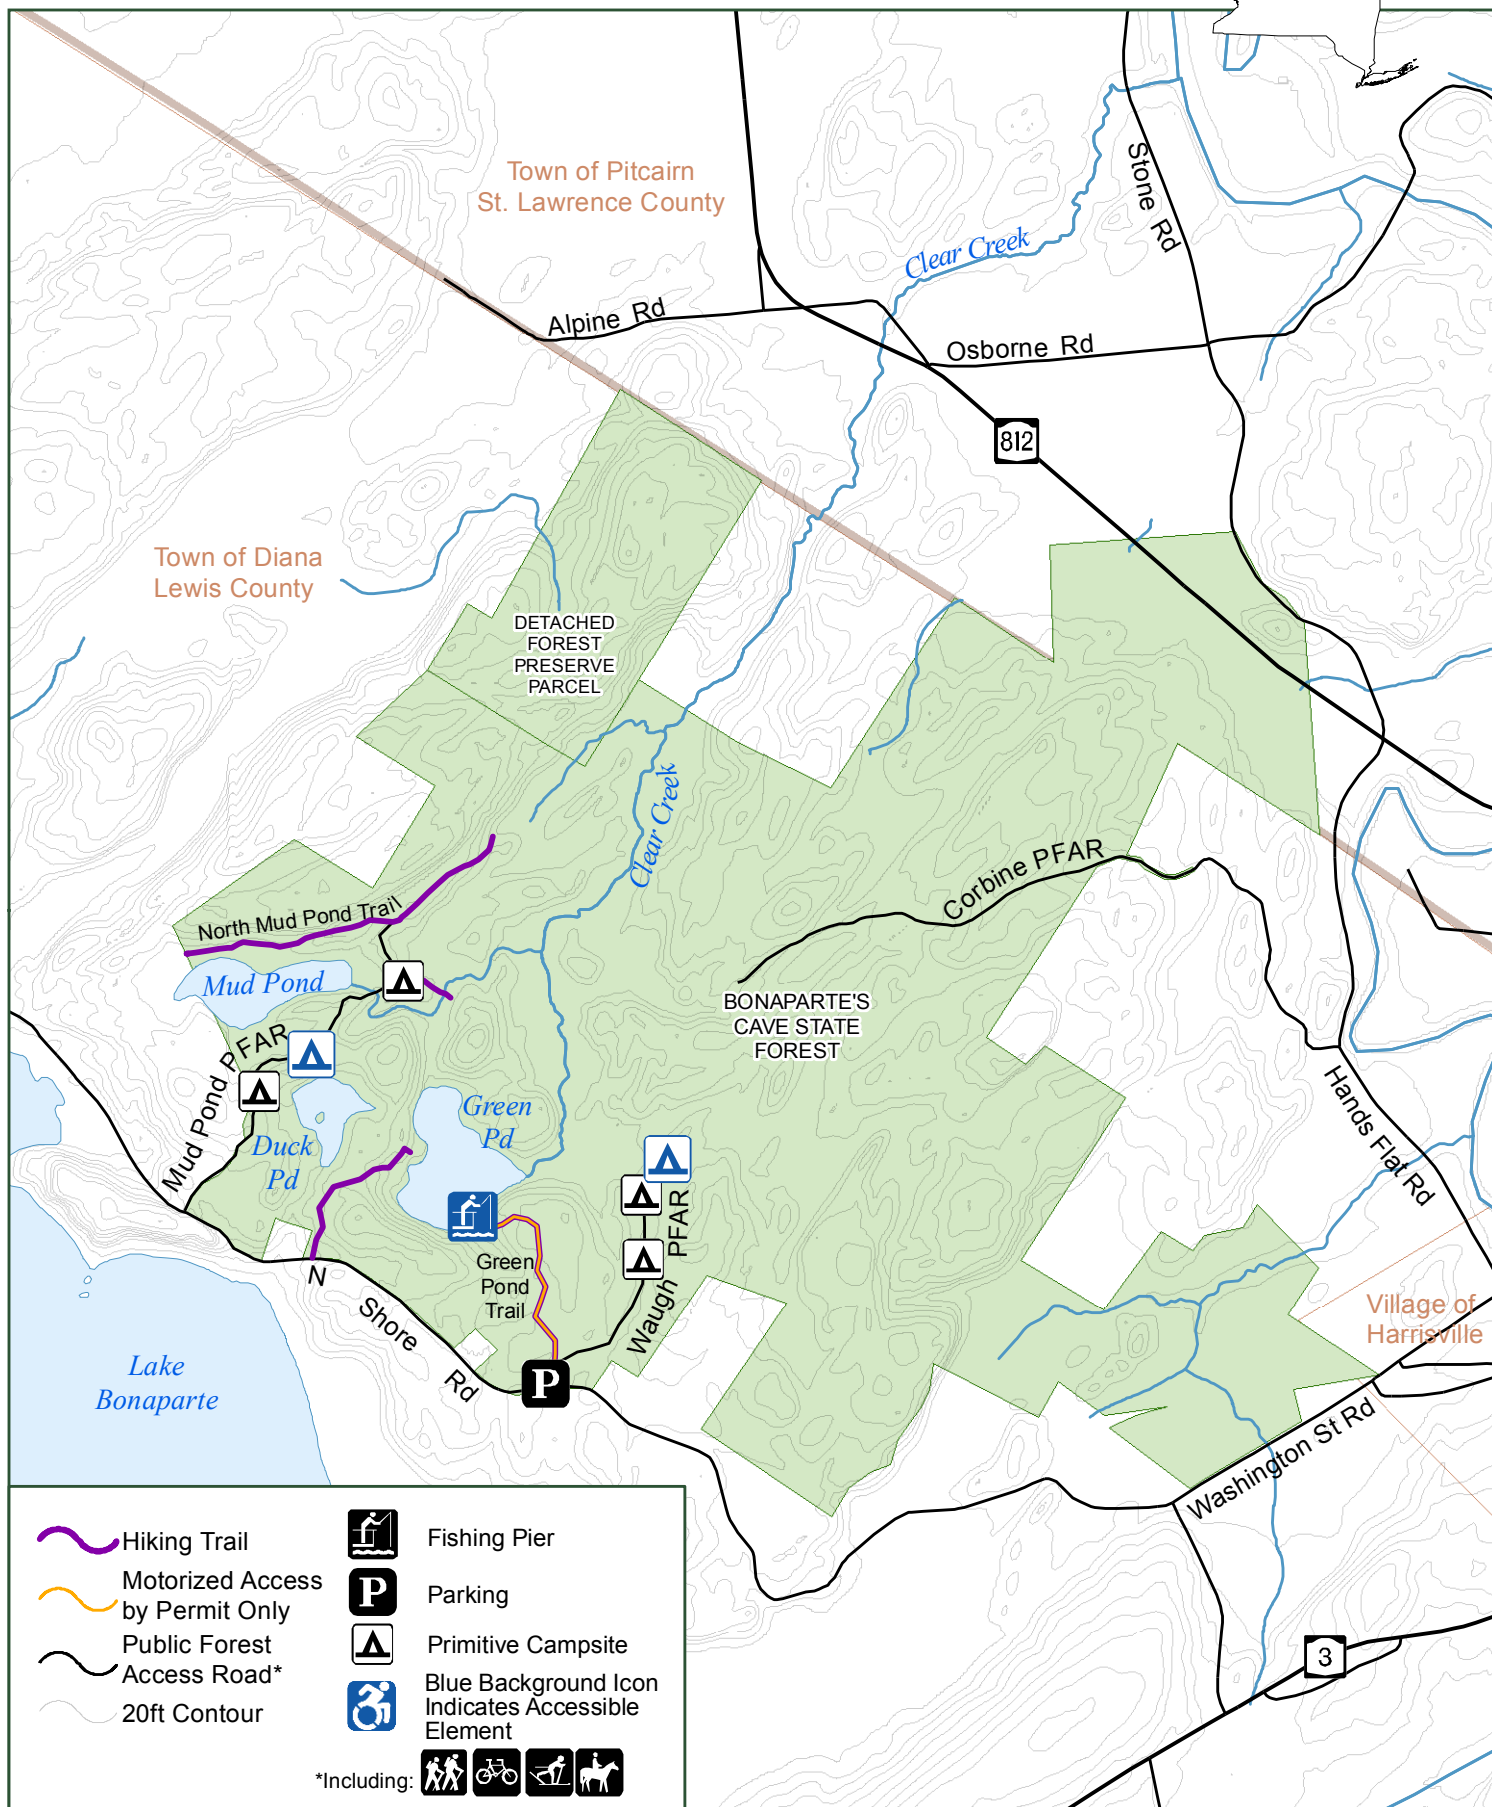 Town of Pitcairn
St. Lawrence County
Clear Creek
Stone Rd
Alpine Rd
Osborne Rd
812
Town of Diana
Lewis County
DETACHED
FOREST
PRESERVE
PARCEL
Clear Creek
Corbine PFAR
North Mud Pond Trail
Mud Pond
BONAPARTE'S
CAVE STATE
FOREST
Mud Pond PFAR
Green
Pd
Duck
Pd
Hands Flat Rd
Waugh PFAR
Green
Pond
Trail
N Shore Rd
P
Village of
Harrisville
Lake
Bonaparte
Washington St Rd
3
Hiking Trail
Motorized Access
by Permit Only
Public Forest
Access Road*
20ft Contour
Fishing Pier
P
Parking
Primitive Campsite
Blue Background Icon
Indicates Accessible
Element
*Including: